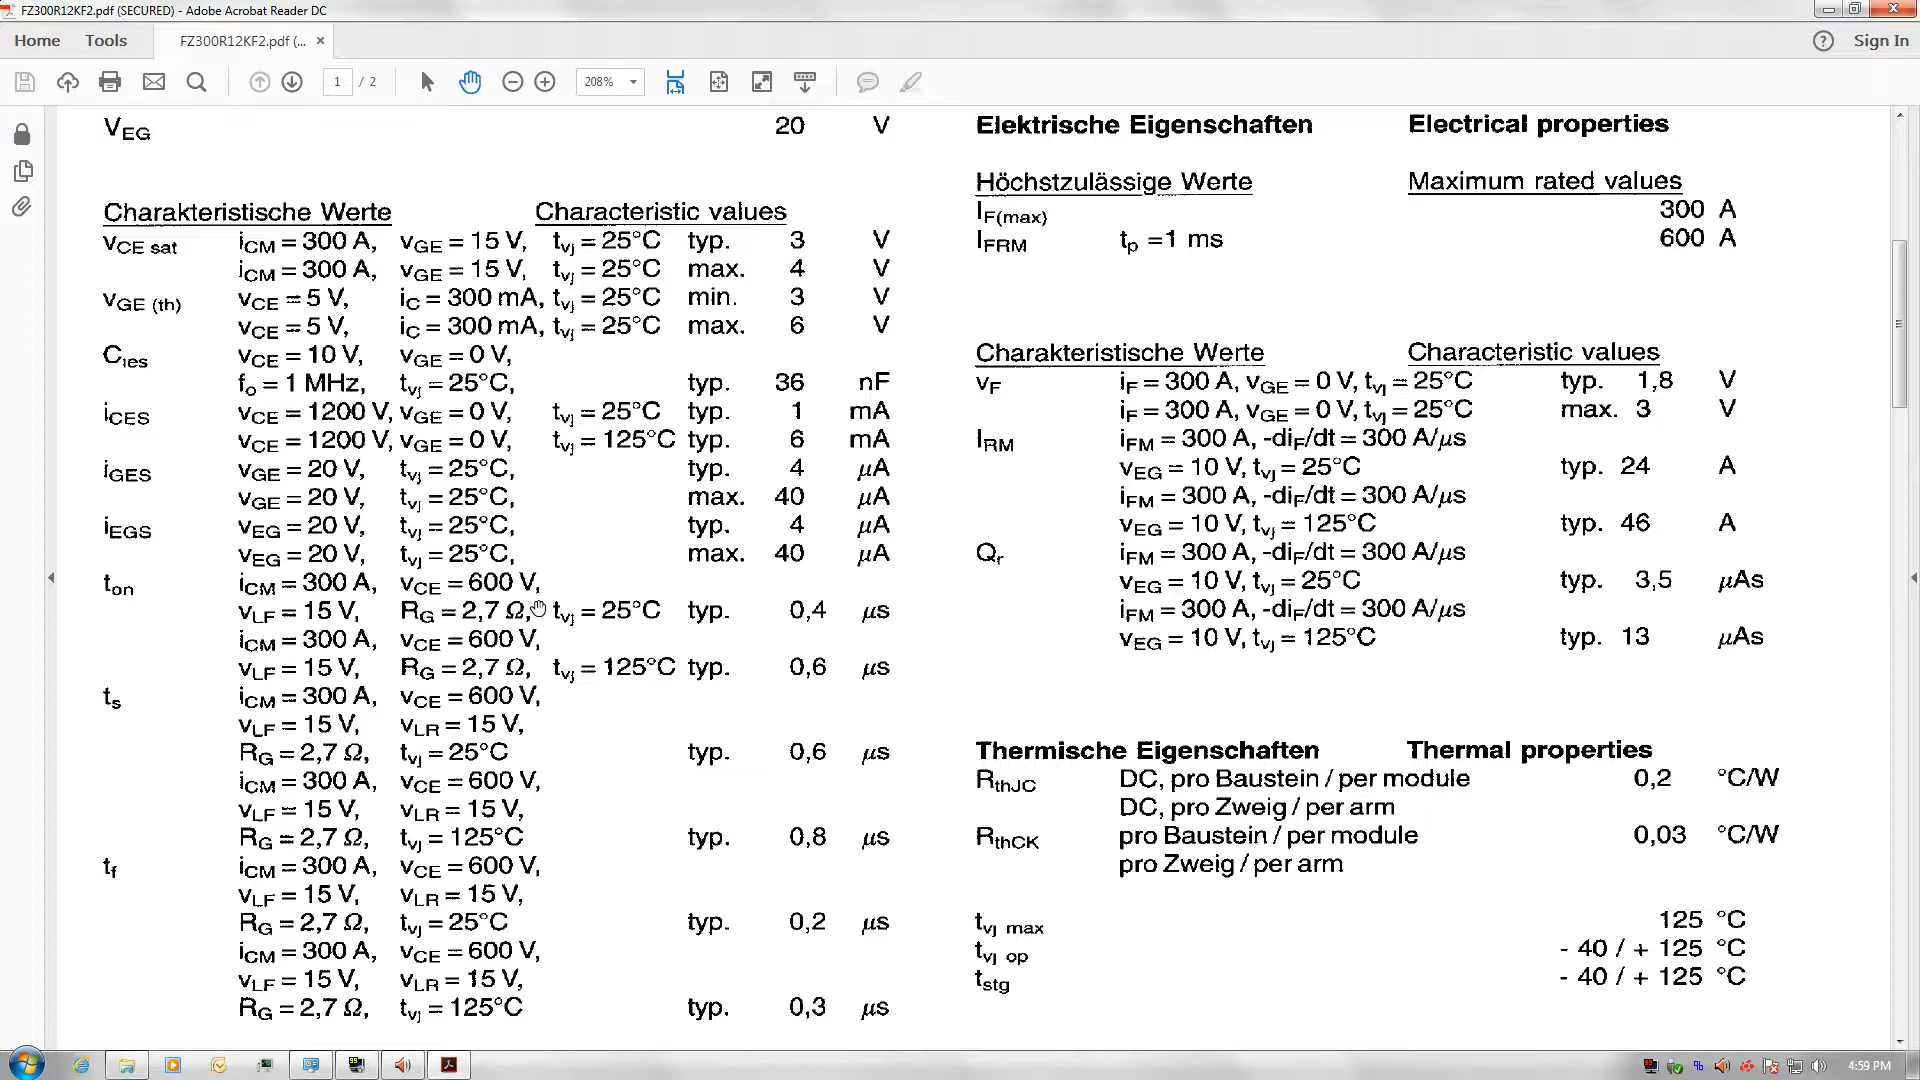 FZ300R12KF2.pdf (SECURED) - Adobe Acrobat Reader DC
Home Tools FZ300R12KF2.pdf (... × Sign In
1 / 2 208%
VEG 20 V
Charakteristische Werte Characteristic values
vCE sat iCM = 300 A, vGE = 15 V, tvj = 25°C typ. 3 V
iCM = 300 A, vGE = 15 V, tvj = 25°C max. 4 V
vGE (th) vCE = 5 V, iC = 300 mA, tvj = 25°C min. 3 V
vCE = 5 V, iC = 300 mA, tvj = 25°C max. 6 V
Cies vCE = 10 V, vGE = 0 V,
fo = 1 MHz, tvj = 25°C, typ. 36 nF
iCES vCE = 1200 V, vGE = 0 V, tvj = 25°C typ. 1 mA
vCE = 1200 V, vGE = 0 V, tvj = 125°C typ. 6 mA
iGES vGE = 20 V, tvj = 25°C, typ. 4 µA
vGE = 20 V, tvj = 25°C, max. 40 µA
iEGS vEG = 20 V, tvj = 25°C, typ. 4 µA
vEG = 20 V, tvj = 25°C, max. 40 µA
ton iCM = 300 A, vCE = 600 V,
vLF = 15 V, RG = 2,7 Ω, tvj = 25°C typ. 0,4 µs
iCM = 300 A, vCE = 600 V,
vLF = 15 V, RG = 2,7 Ω, tvj = 125°C typ. 0,6 µs
ts iCM = 300 A, vCE = 600 V,
vLF = 15 V, vLR = 15 V,
RG = 2,7 Ω, tvj = 25°C typ. 0,6 µs
iCM = 300 A, vCE = 600 V,
vLF = 15 V, vLR = 15 V,
RG = 2,7 Ω, tvj = 125°C typ. 0,8 µs
tf iCM = 300 A, vCE = 600 V,
vLF = 15 V, vLR = 15 V,
RG = 2,7 Ω, tvj = 25°C typ. 0,2 µs
iCM = 300 A, vCE = 600 V,
vLF = 15 V, vLR = 15 V,
RG = 2,7 Ω, tvj = 125°C typ. 0,3 µs
Elektrische Eigenschaften Electrical properties
Höchstzulässige Werte Maximum rated values
IF(max) 300 A
IFRM tp =1 ms 600 A
Charakteristische Werte Characteristic values
vF iF = 300 A, vGE = 0 V, tvj = 25°C typ. 1,8 V
iF = 300 A, vGE = 0 V, tvj = 25°C max. 3 V
IRM iFM = 300 A, -diF/dt = 300 A/µs
vEG = 10 V, tvj = 25°C typ. 24 A
iFM = 300 A, -diF/dt = 300 A/µs
vEG = 10 V, tvj = 125°C typ. 46 A
Qr iFM = 300 A, -diF/dt = 300 A/µs
vEG = 10 V, tvj = 25°C typ. 3,5 µAs
iFM = 300 A, -diF/dt = 300 A/µs
vEG = 10 V, tvj = 125°C typ. 13 µAs
Thermische Eigenschaften Thermal properties
RthJC DC, pro Baustein / per module 0,2 °C/W
DC, pro Zweig / per arm
RthCK pro Baustein / per module 0,03 °C/W
pro Zweig / per arm
tvj max 125 °C
tvj op - 40 / + 125 °C
tstg - 40 / + 125 °C
4:59 PM